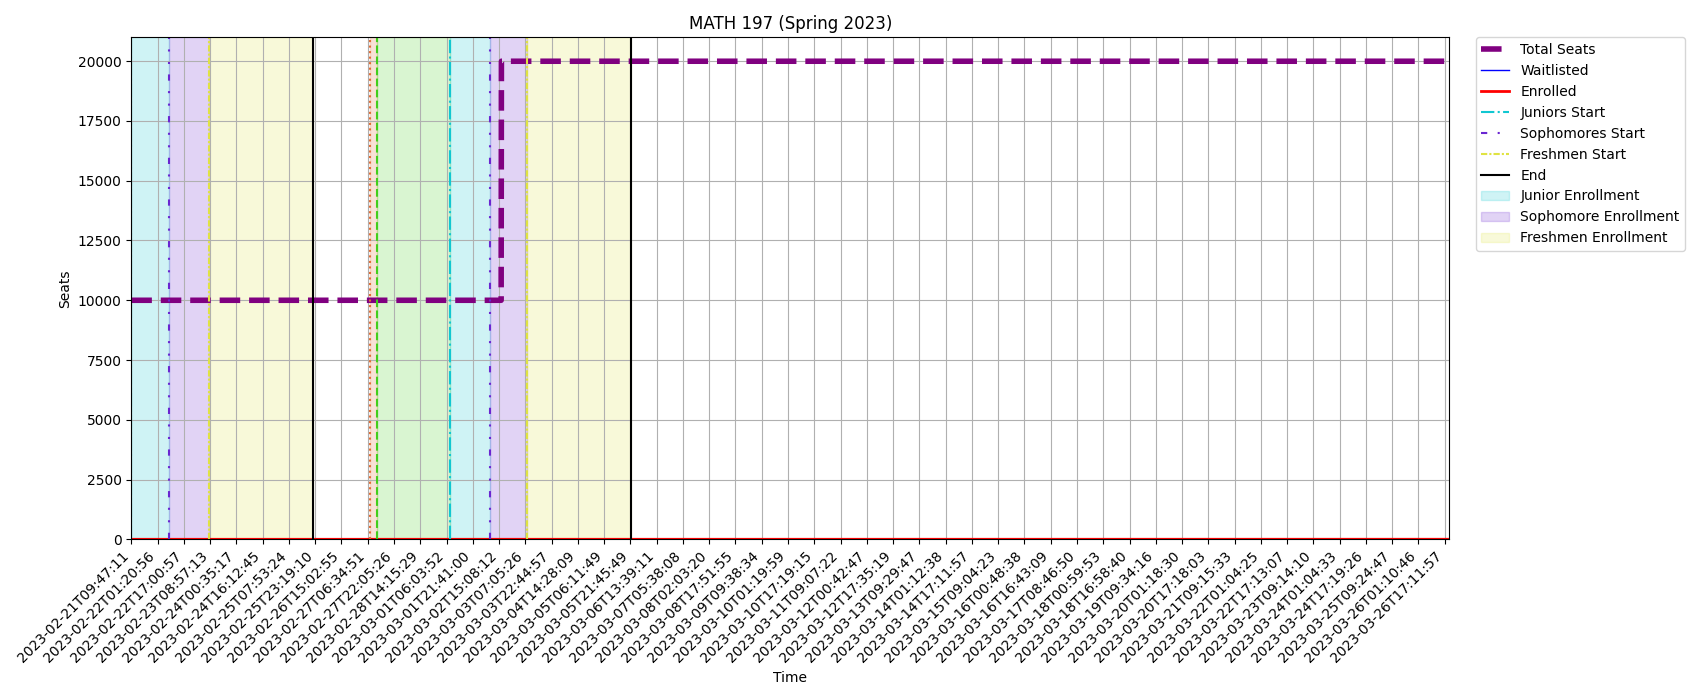 MATH 197 (Spring 2023)
Seats
20000
17500
15000
12500
10000
7500
5000
2500
0
2023-02-21T09:47:11
2023-02-22T01:20:56
2023-02-22T17:00:57
2023-02-23T08:57:13
2023-02-24T00:35:17
2023-02-24T16:12:45
2023-02-25T07:53:24
2023-02-25T23:19:10
2023-02-26T15:02:55
2023-02-27T06:34:51
2023-02-27T22:05:26
2023-02-28T14:15:29
2023-03-01T06:03:52
2023-03-01T21:41:00
2023-03-02T15:08:12
2023-03-03T07:05:26
2023-03-03T22:44:57
2023-03-04T14:28:09
2023-03-05T06:11:49
2023-03-05T21:45:49
2023-03-06T13:39:11
2023-03-07T05:38:08
2023-03-08T02:03:20
2023-03-08T17:51:55
2023-03-09T09:38:34
2023-03-10T01:19:59
2023-03-10T17:19:15
2023-03-11T09:07:22
2023-03-12T00:42:47
2023-03-12T17:35:19
2023-03-13T09:29:47
2023-03-14T01:12:38
2023-03-14T17:11:57
2023-03-15T09:04:23
2023-03-16T00:48:38
2023-03-16T16:43:09
2023-03-17T08:46:50
2023-03-18T00:59:53
2023-03-18T16:58:40
2023-03-19T09:34:16
2023-03-20T01:18:30
2023-03-20T17:18:03
2023-03-21T09:15:33
2023-03-22T01:04:25
2023-03-22T17:13:07
2023-03-23T09:14:10
2023-03-24T01:04:33
2023-03-24T17:19:26
2023-03-25T09:24:47
2023-03-26T01:10:46
2023-03-26T17:11:57
Time
Total Seats
Waitlisted
Enrolled
Juniors Start
Sophomores Start
Freshmen Start
End
Junior Enrollment
Sophomore Enrollment
Freshmen Enrollment